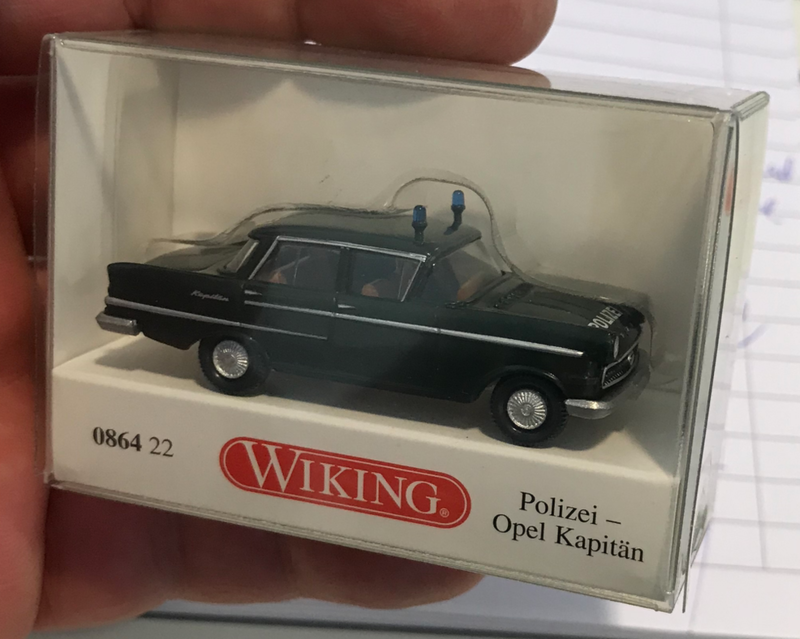 Kapitän
POLIZEI
0864 22
WIKING®
Polizei –
Opel Kapitän